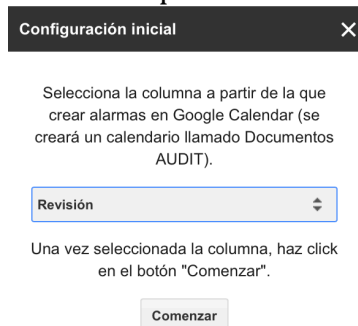 Configuración inicial
Selecciona la columna a partir de la que
crear alarmas en Google Calendar (se
creará un calendario llamado Documentos
AUDIT).
Revisión
Una vez seleccionada la columna, haz click
en el botón "Comenzar".
Comenzar